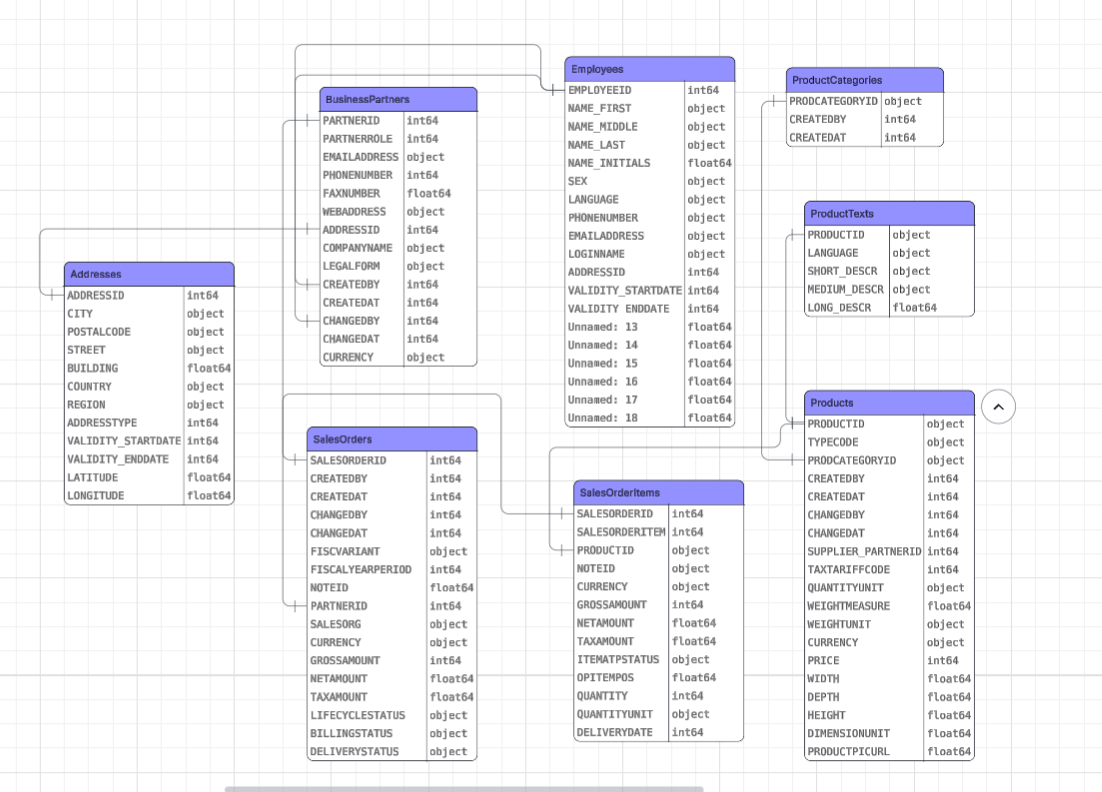 Employees
EMPLOYEEID int64
NAME_FIRST object
NAME_MIDDLE object
NAME_LAST object
NAME_INITIALS float64
SEX object
LANGUAGE object
PHONENUMBER object
EMAILADDRESS object
LOGINNAME object
ADDRESSID int64
VALIDITY_STARTDATE int64
VALIDITY_ENDDATE int64
Unnamed: 13 float64
Unnamed: 14 float64
Unnamed: 15 float64
Unnamed: 16 float64
Unnamed: 17 float64
Unnamed: 18 float64
ProductCategories
PRODCATEGORYID object
CREATEDBY int64
CREATEDAT int64
BusinessPartners
PARTNERID int64
PARTNERROLE int64
EMAILADDRESS object
PHONENUMBER int64
FAXNUMBER float64
WEBADDRESS object
ADDRESSID int64
COMPANYNAME object
LEGALFORM object
CREATEDBY int64
CREATEDAT int64
CHANGEDBY int64
CHANGEDAT int64
CURRENCY object
ProductTexts
PRODUCTID object
LANGUAGE object
SHORT_DESCR object
MEDIUM_DESCR object
LONG_DESCR float64
Addresses
ADDRESSID int64
CITY object
POSTALCODE object
STREET object
BUILDING float64
COUNTRY object
REGION object
ADDRESSTYPE int64
VALIDITY_STARTDATE int64
VALIDITY_ENDDATE int64
LATITUDE float64
LONGITUDE float64
Products
PRODUCTID object
TYPECODE object
PRODCATEGORYID object
CREATEDBY int64
CREATEDAT int64
CHANGEDBY int64
CHANGEDAT int64
SUPPLIER_PARTNERID int64
TAXTARIFFCODE int64
QUANTITYUNIT object
WEIGHTMEASURE float64
WEIGHTUNIT object
CURRENCY object
PRICE int64
WIDTH float64
DEPTH float64
HEIGHT float64
DIMENSIONUNIT float64
PRODUCTPICURL float64
SalesOrders
SALESORDERID int64
CREATEDBY int64
CREATEDAT int64
CHANGEDBY int64
CHANGEDAT int64
FISCVARIANT object
FISCALYEARPERIOD int64
NOTEID float64
PARTNERID int64
SALESORG object
CURRENCY object
GROSSAMOUNT int64
NETAMOUNT float64
TAXAMOUNT float64
LIFECYCLESTATUS object
BILLINGSTATUS object
DELIVERYSTATUS object
SalesOrderItems
SALESORDERID int64
SALESORDERITEM int64
PRODUCTID object
NOTEID object
CURRENCY object
GROSSAMOUNT int64
NETAMOUNT float64
TAXAMOUNT float64
ITEMATPSTATUS object
OPITEMPOS float64
QUANTITY int64
QUANTITYUNIT object
DELIVERYDATE int64